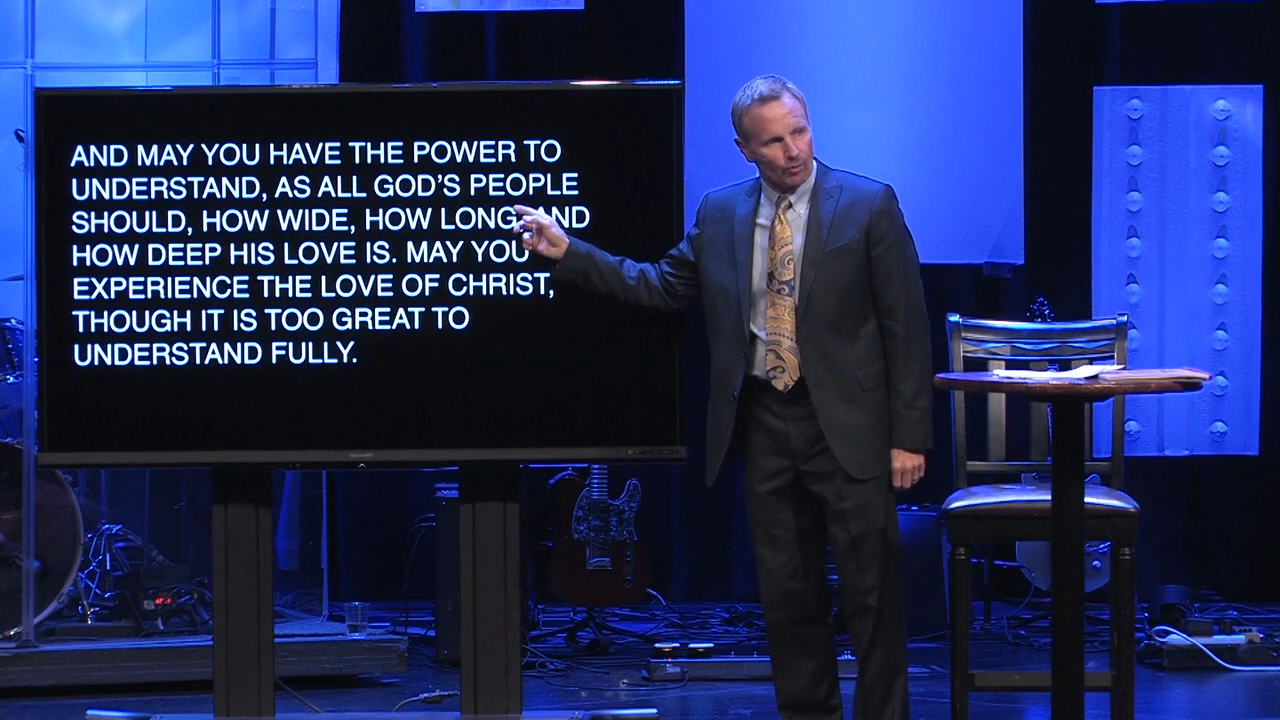 AND MAY YOU HAVE THE POWER TO
UNDERSTAND, AS ALL GOD'S PEOPLE
SHOULD, HOW WIDE, HOW LONG, AND
HOW DEEP HIS LOVE IS. MAY YOU
EXPERIENCE THE LOVE OF CHRIST,
THOUGH IT IS TOO GREAT TO
UNDERSTAND FULLY.
SHARP